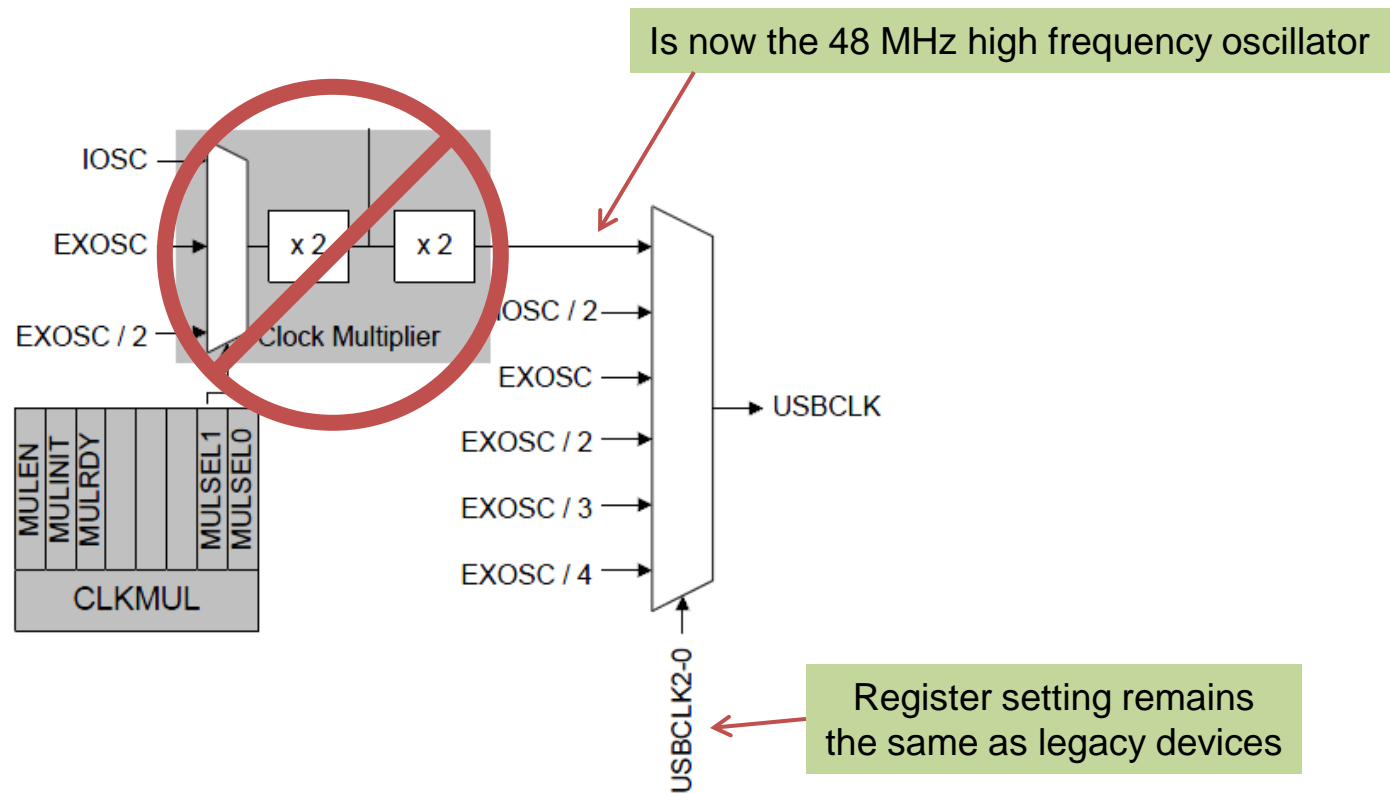 Is now the 48 MHz high frequency oscillator
IOSC
EXOSC
EXOSC / 2
x 2
x 2
Clock Multiplier
MULEN
MULINIT
MULRDY
MULSEL1
MULSEL0
CLKMUL
IOSC / 2
EXOSC
EXOSC / 2
EXOSC / 3
EXOSC / 4
USBCLK
USBCLK2-0
Register setting remains
the same as legacy devices